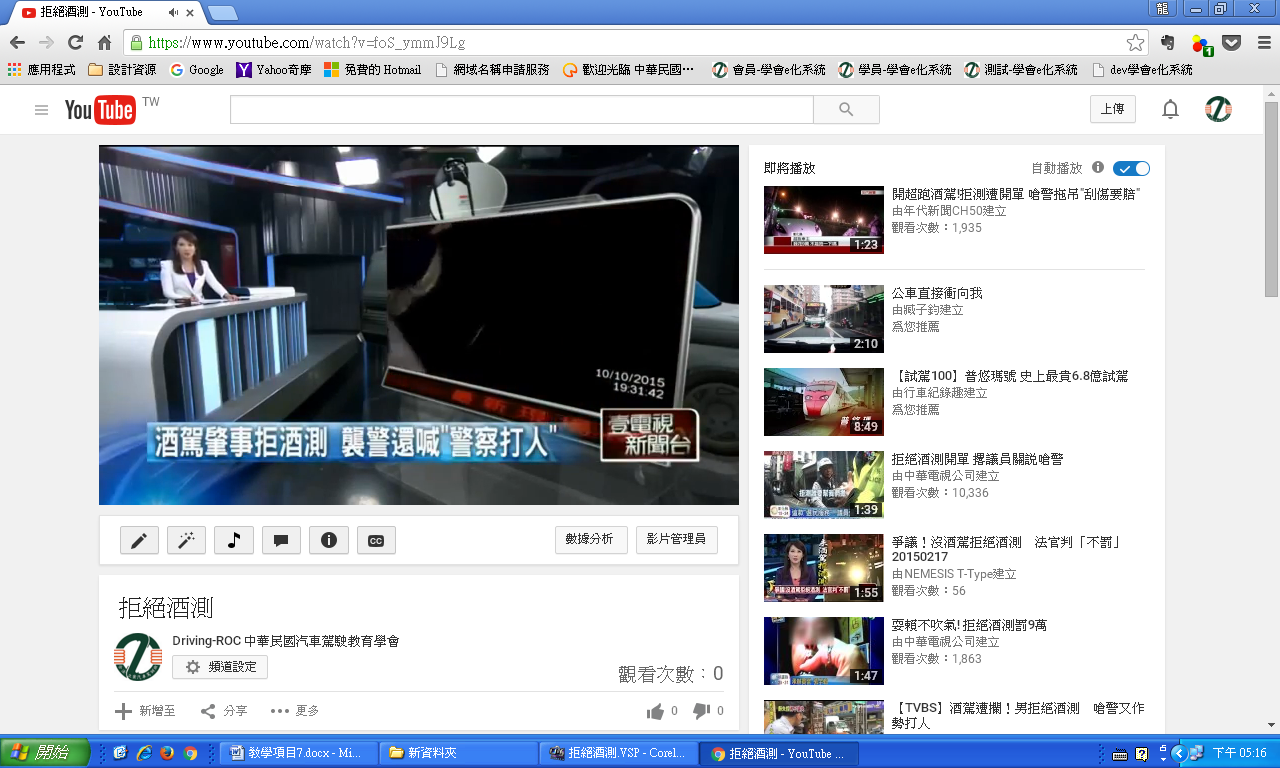 拒絕酒測 - YouTube
龍
https://www.youtube.com/watch?v=foS_ymmJ9Lg
1
應用程式
設計資源
Google
Yahoo奇摩
免費的 Hotmail
網域名稱申請服務
歡迎光臨 中華民國…
會員-學會e化系統
學員-學會e化系統
測試-學會e化系統
dev學會e化系統
YouTube TW
上傳
10/10/2015
19:31:42
酒駕肇事拒酒測 襲警還喊"警察打人"
壹電視
新聞台
CC
數據分析
影片管理員
拒絕酒測
Driving-ROC 中華民國汽車駕駛教育學會
頻道設定
觀看次數：0
新增至
分享
更多
0
0
即將播放
自動播放
開超跑酒駕!拒測遭開單 嗆警拖吊"刮傷要賠"
由年代新聞CH50建立
觀看次數：1,935
1:23
公車直接衝向我
由臧子鈞建立
為您推薦
2:10
【試駕100】普悠瑪號 史上最貴6.8億試駕
由行車紀錄趣建立
為您推薦
8:49
拒絕酒測開單 撂議員關說嗆警
由中華電視公司建立
觀看次數：10,336
1:39
爭議！沒酒駕拒絕酒測　法官判「不罰」
20150217
由NEMESIS T-Type建立
觀看次數：56
1:55
耍賴不吹氣! 拒絕酒測罰9萬
由中華電視公司建立
觀看次數：1,863
1:47
【TVBS】酒駕遭欄！男拒絕酒測　嗆警又作
勢打人
開始
教學項目7.docx - Mi...
新資料夾
拒絕酒測.VSP - Corel...
拒絕酒測 - YouTube ...
下午 05:16